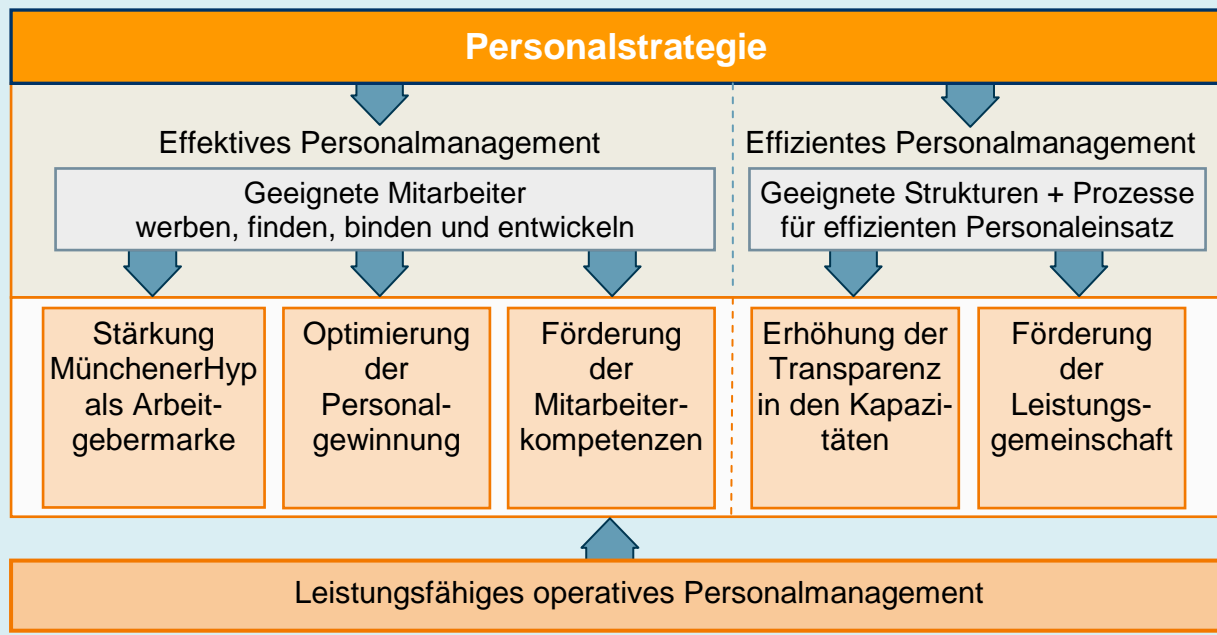 Personalstrategie
Effektives Personalmanagement
Effizientes Personalmanagement
Geeignete Mitarbeiter
werben, finden, binden und entwickeln
Geeignete Strukturen + Prozesse
für effizienten Personaleinsatz
Stärkung
MünchenerHyp
als Arbeit-
gebermarke
Optimierung
der
Personal-
gewinnung
Förderung
der
Mitarbeiter-
kompetenzen
Erhöhung der
Transparenz
in den Kapazi-
täten
Förderung
der
Leistungs-
gemeinschaft
Leistungsfähiges operatives Personalmanagement